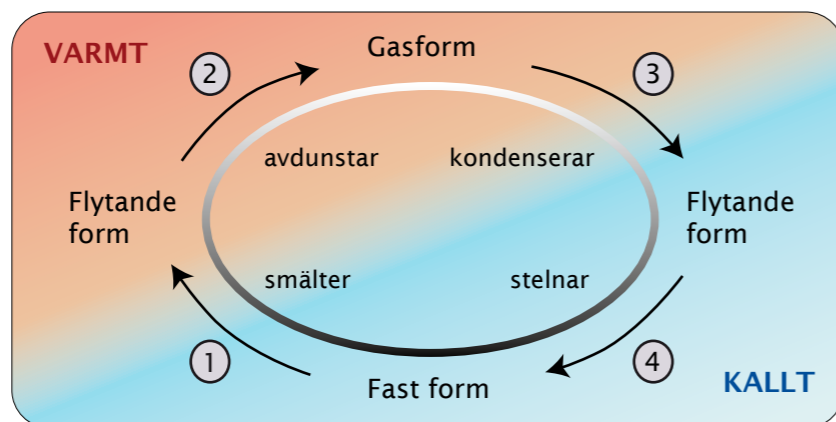 VARMT
2
Gasform
3
avdunstar
kondenserar
Flytande
form
Flytande
form
smälter
stelnar
1
4
Fast form
KALLT